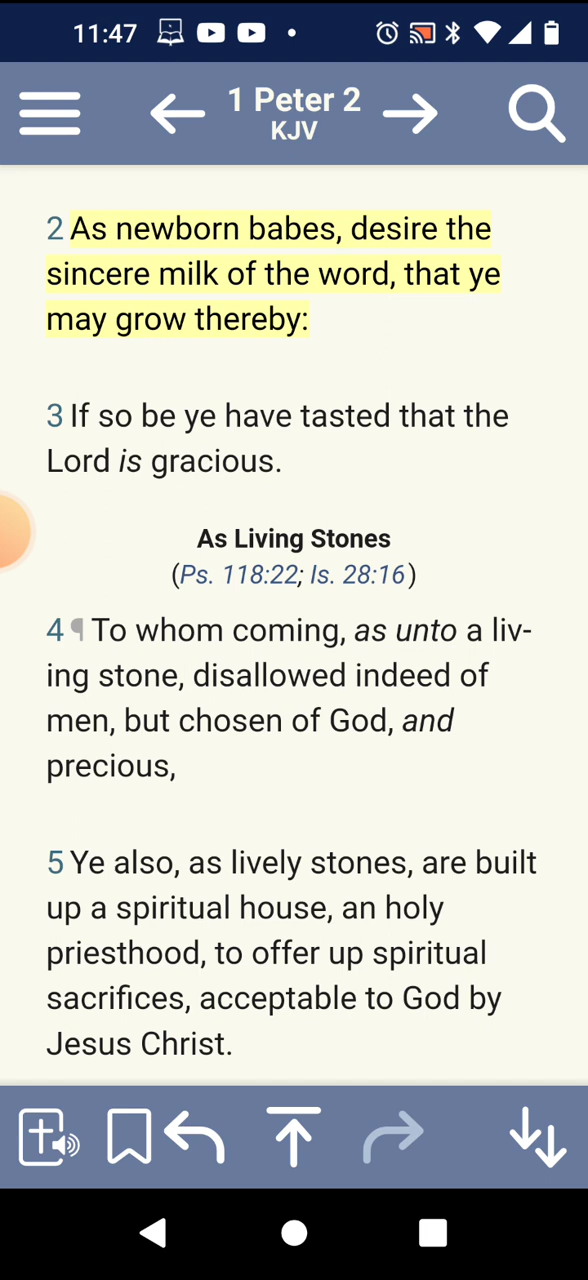 11:47
1 Peter 2
KJV
2 As newborn babes, desire the
sincere milk of the word, that ye
may grow thereby:
3 If so be ye have tasted that the
Lord is gracious.
As Living Stones
(Ps. 118:22; Is. 28:16)
4 ¶ To whom coming, as unto a liv-
ing stone, disallowed indeed of
men, but chosen of God, and
precious,
5 Ye also, as lively stones, are built
up a spiritual house, an holy
priesthood, to offer up spiritual
sacrifices, acceptable to God by
Jesus Christ.